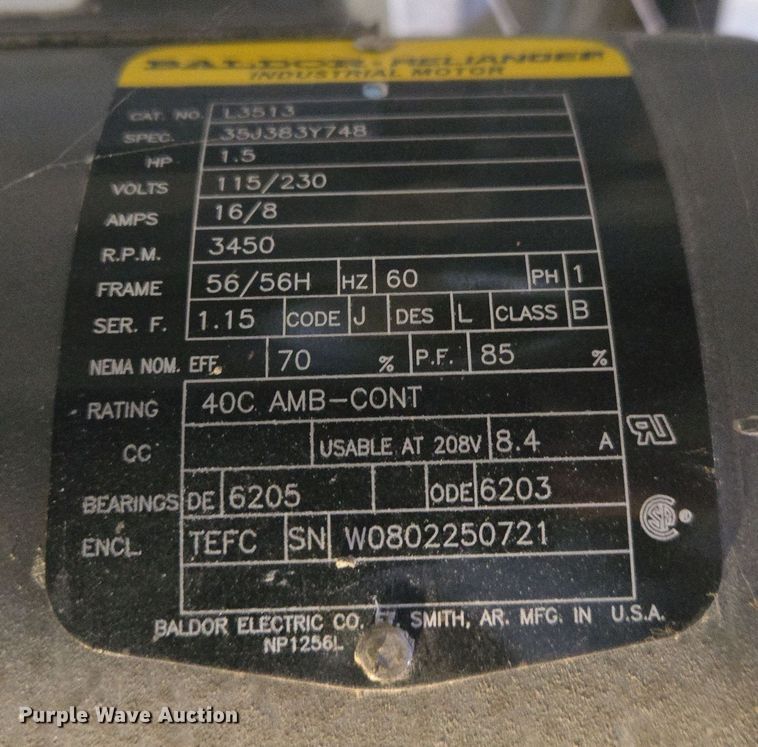 BALDOR • RELIANCER
INDUSTRIAL MOTOR
CAT. NO. L3513
SPEC. 35J383Y748
HP 1.5
VOLTS 115/230
AMPS 16/8
R.P.M. 3450
FRAME 56/56H HZ 60 PH 1
SER. F. 1.15 CODE J DES L CLASS B
NEMA NOM. EFF. 70 % P.F. 85 %
RATING 40C AMB-CONT
CC USABLE AT 208V 8.4 A
BEARINGS DE 6205 ODE 6203
ENCL. TEFC SN W0802250721
BALDOR ELECTRIC CO. FT. SMITH, AR. MFG. IN U.S.A.
NP1256L
Purple Wave Auction